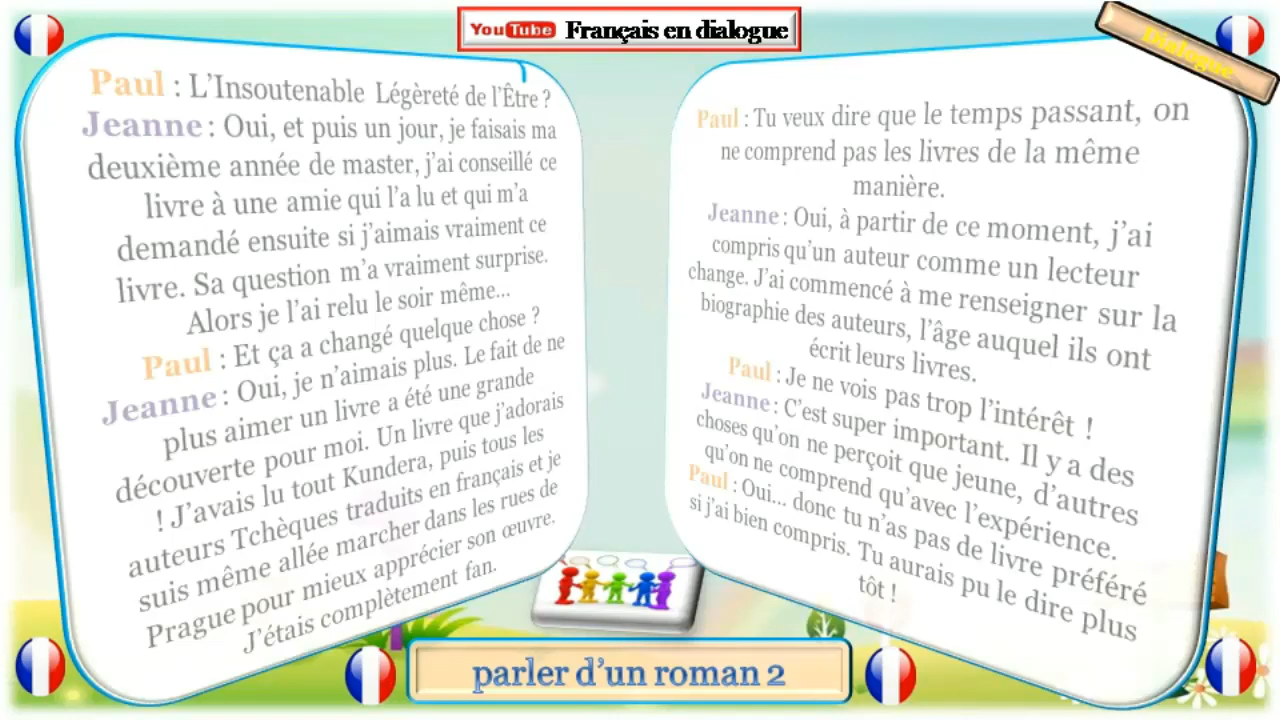 YouTube Français en dialogue
Dialogue
Paul : L’Insoutenable Légèreté de l’Être ?
Jeanne : Oui, et puis un jour, je faisais ma
deuxième année de master, j’ai conseillé ce
livre à une amie qui l’a lu et qui m’a
demandé ensuite si j’aimais vraiment ce
livre. Sa question m’a vraiment surprise.
Alors je l’ai relu le soir même...
Paul : Et ça a changé quelque chose ?
Jeanne : Oui, je n’aimais plus. Le fait de ne
plus aimer un livre a été une grande
découverte pour moi. Un livre que j’adorais
! J’avais lu tout Kundera, puis tous les
auteurs Tchèques traduits en français et je
suis même allée marcher dans les rues de
Prague pour mieux apprécier son œuvre.
J’étais complètement fan.
Paul : Tu veux dire que le temps passant, on
ne comprend pas les livres de la même
manière.
Jeanne : Oui, à partir de ce moment, j’ai
compris qu’un auteur comme un lecteur
change. J’ai commencé à me renseigner sur la
biographie des auteurs, l’âge auquel ils ont
écrit leurs livres.
Paul : Je ne vois pas trop l’intérêt !
Jeanne : C’est super important. Il y a des
choses qu’on ne perçoit que jeune, d’autres
qu’on ne comprend qu’avec l’expérience.
Paul : Oui... donc tu n’as pas de livre préféré
si j’ai bien compris. Tu aurais pu le dire plus
tôt !
parler d’un roman 2